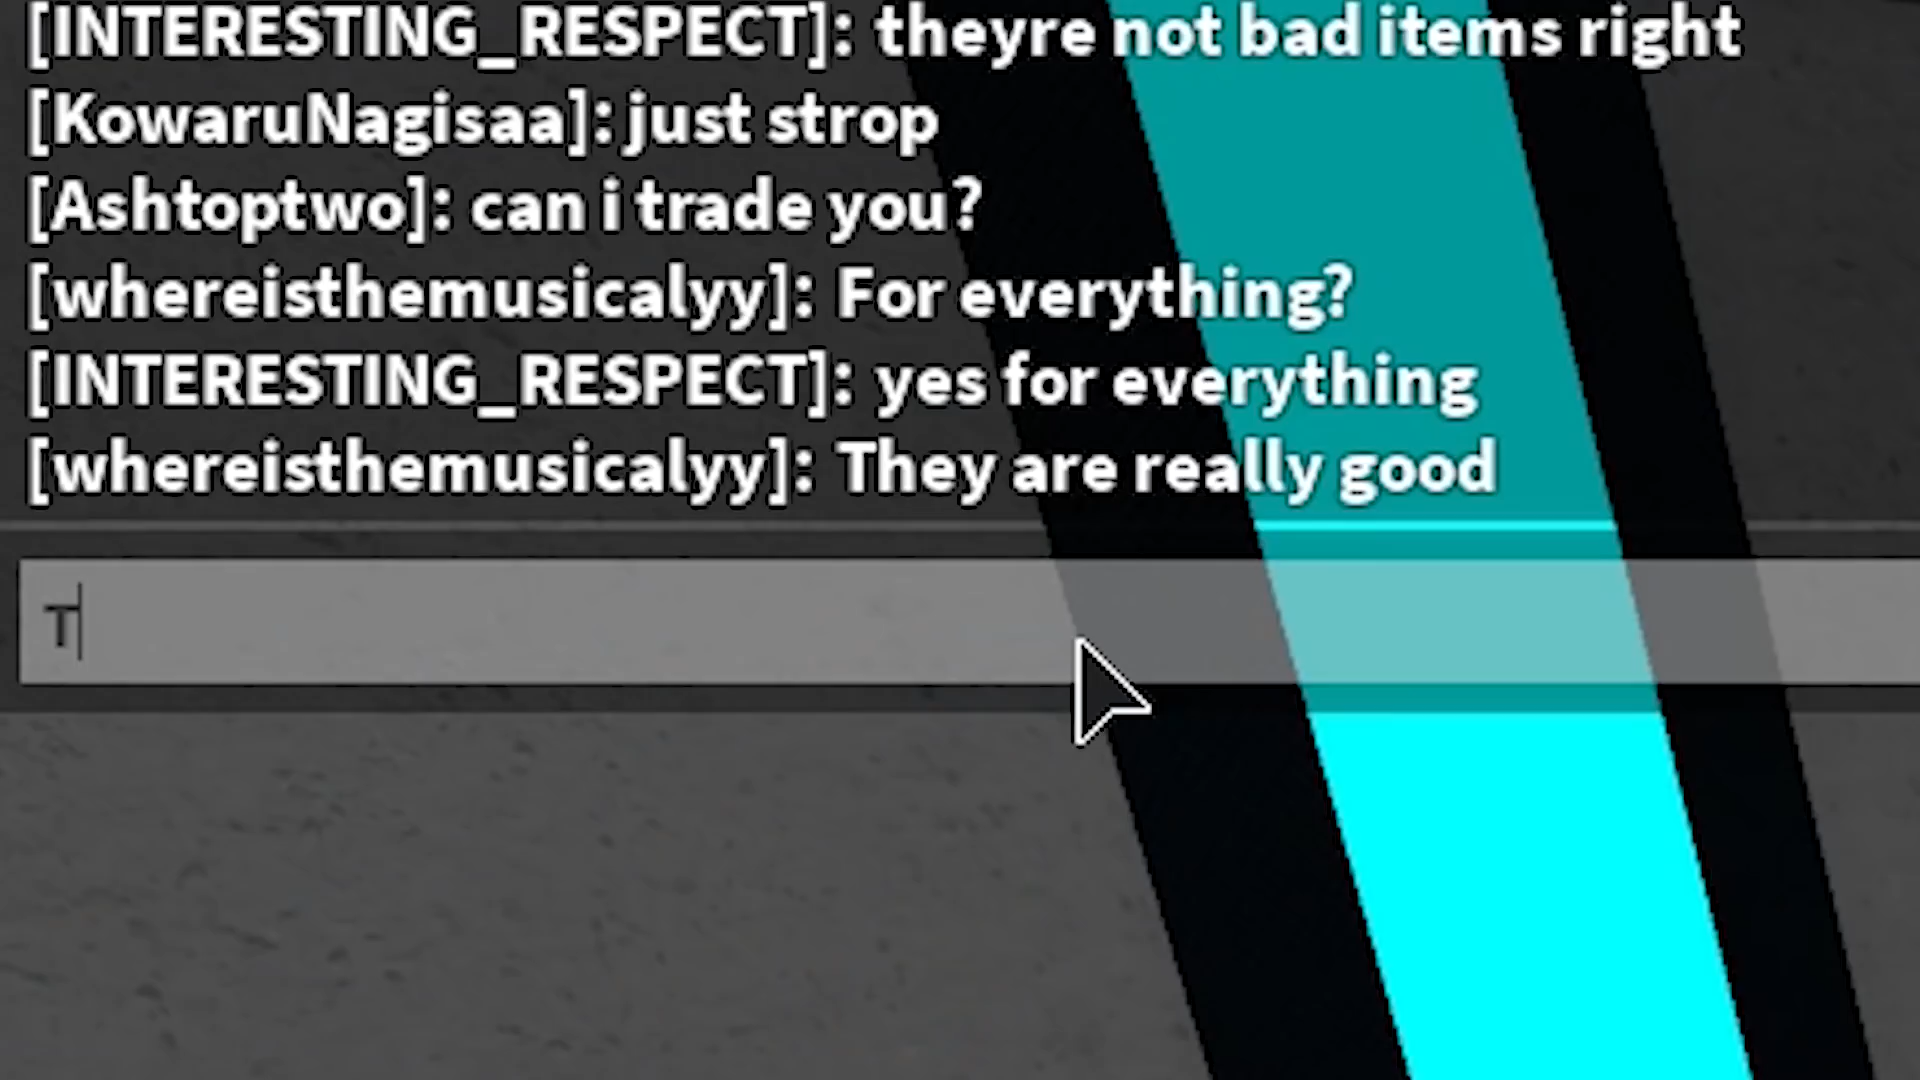 [INTERESTING_RESPECT]: theyre not bad items right
[KowaruNagisaa]: just strop
[Ashtoptwo]: can i trade you?
[whereisthemusicalyy]: For everything?
[INTERESTING_RESPECT]: yes for everything
[whereisthemusicalyy]: They are really good
T